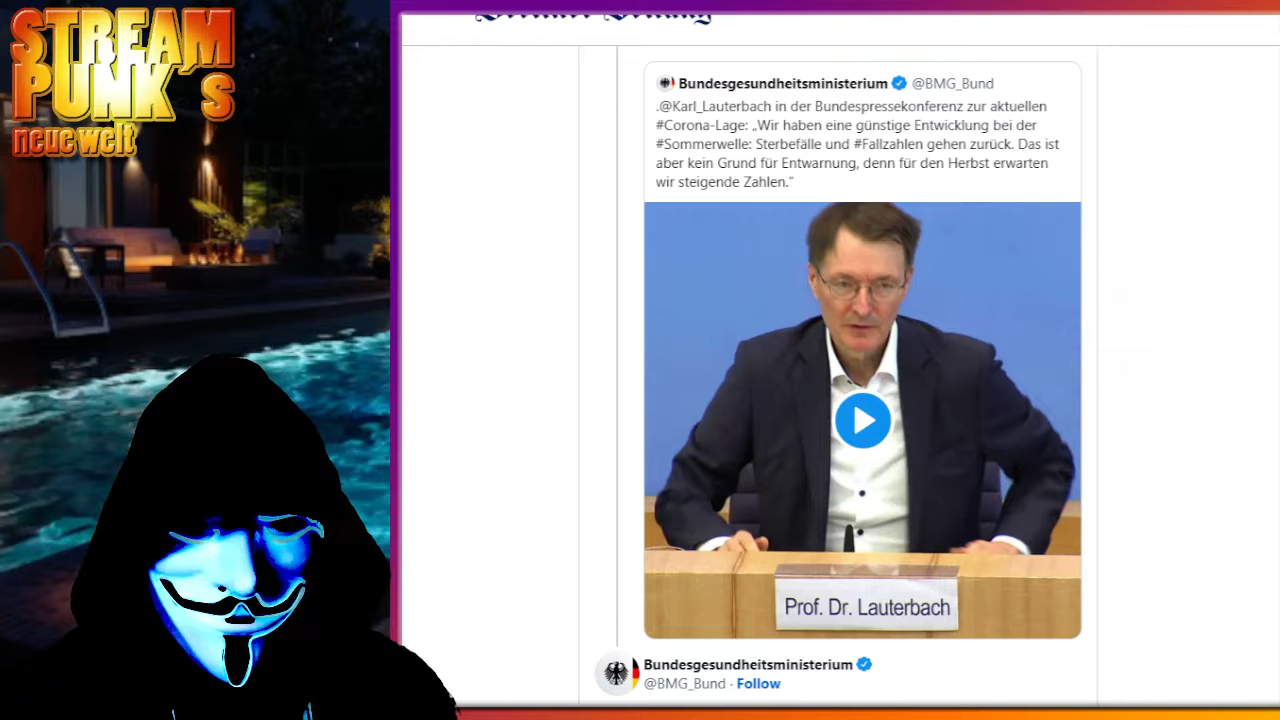 STREAM
PUNK´s
neue welt
Bundesgesundheitsministerium @BMG_Bund
.@Karl_Lauterbach in der Bundespressekonferenz zur aktuellen
#Corona-Lage: „Wir haben eine günstige Entwicklung bei der
#Sommerwelle: Sterbefälle und #Fallzahlen gehen zurück. Das ist
aber kein Grund für Entwarnung, denn für den Herbst erwarten
wir steigende Zahlen.“
Prof. Dr. Lauterbach
Bundesgesundheitsministerium
@BMG_Bund · Follow